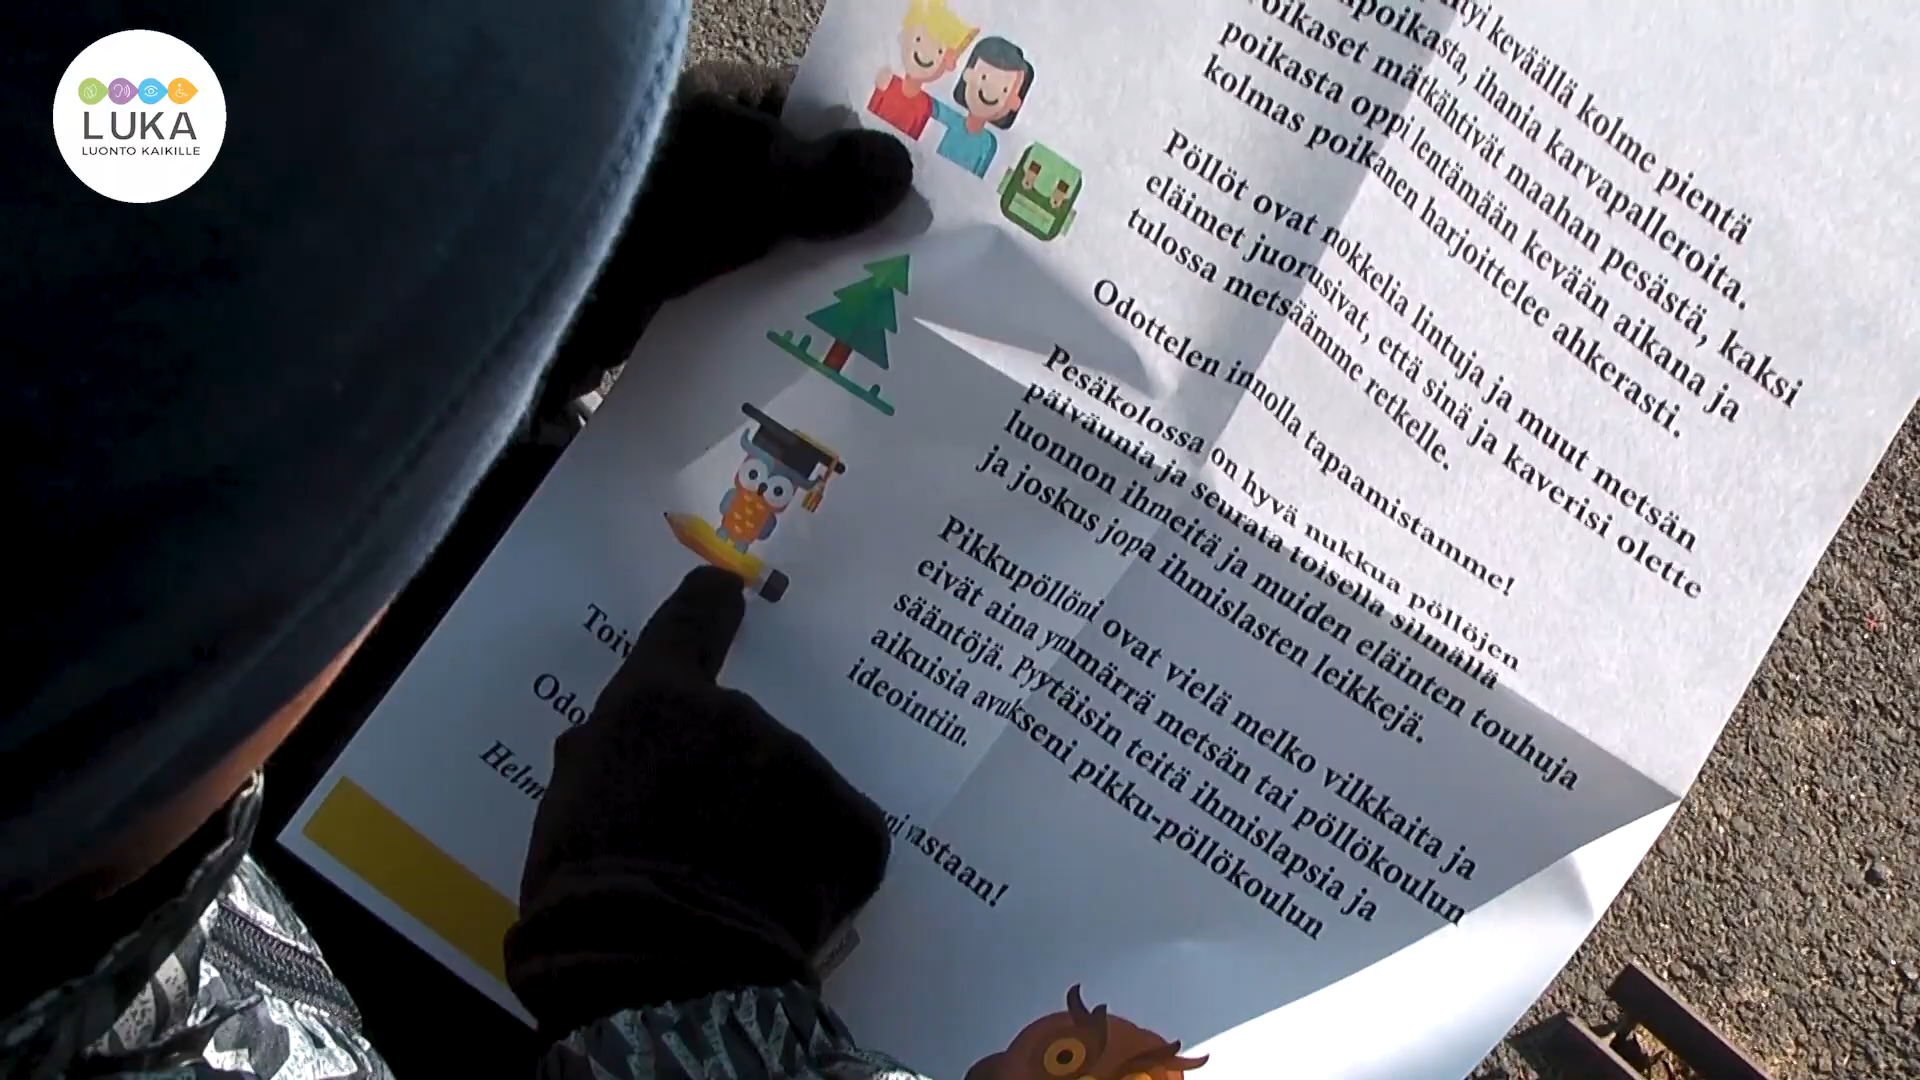 LUKA
LUONTO KAIKILLE
keväällä kolme pientä
ihania karvapalleroita.
mätkähtivät maahan pesästä, kaksi
poikasta oppi lentämään kevään aikana ja
kolmas poikanen harjoittelee ahkerasti.
Pöllöt ovat nokkelia lintuja ja muut metsän
eläimet juorusivat, että sinä ja kaverisi olette
tulossa metsäämme retkelle.
Odottelen innolla tapaamistamme!
Pesäkolossa on hyvä nukkua pöllöjen
päiväunia ja seurata toisella silmällä
luonnon ihmeitä ja muiden eläinten touhuja
ja joskus jopa ihmislasten leikkejä.
Pikkupöllöni ovat vielä melko vilkkaita ja
eivät aina ymmärrä metsän tai pöllökoulun
sääntöjä. Pyytäisin teitä ihmislapsia ja
aikuisia avukseni pikku-pöllökoulun
ideointiin.
vastaan!